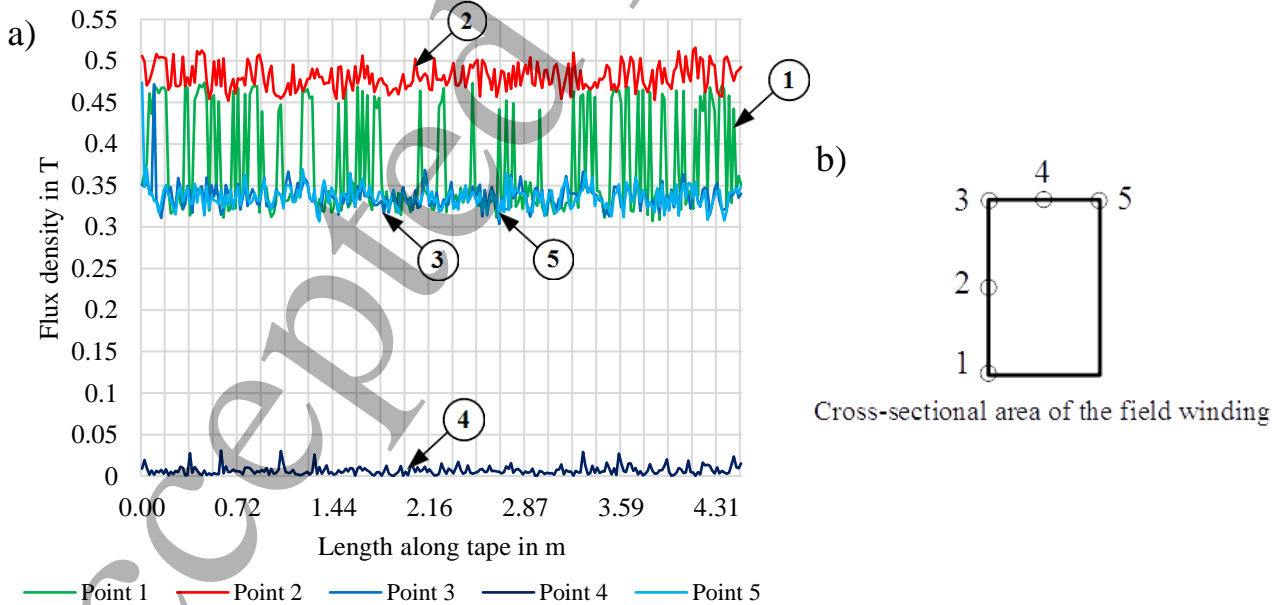 a)
Flux density in T
0.55
0.5
0.45
0.4
0.35
0.3
0.25
0.2
0.15
0.1
0.05
0
2
1
3
5
4
0.00 0.72 1.44 2.16 2.87 3.59 4.31
Length along tape in m
Point 1 Point 2 Point 3 Point 4 Point 5
b)
4
3 5
2
1
Cross-sectional area of the field winding
ccepted